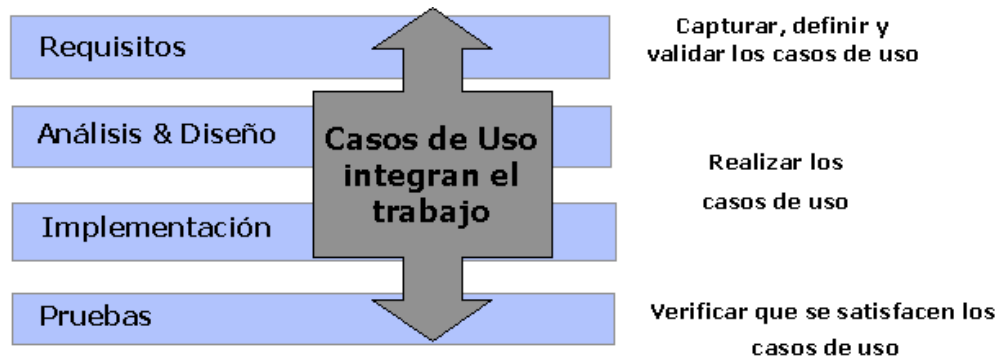 Requisitos
Capturar, definir y
validar los casos de uso
Análisis & Diseño
Casos de Uso
integran el
trabajo
Realizar los
casos de uso
Implementación
Pruebas
Verificar que se satisfacen los
casos de uso